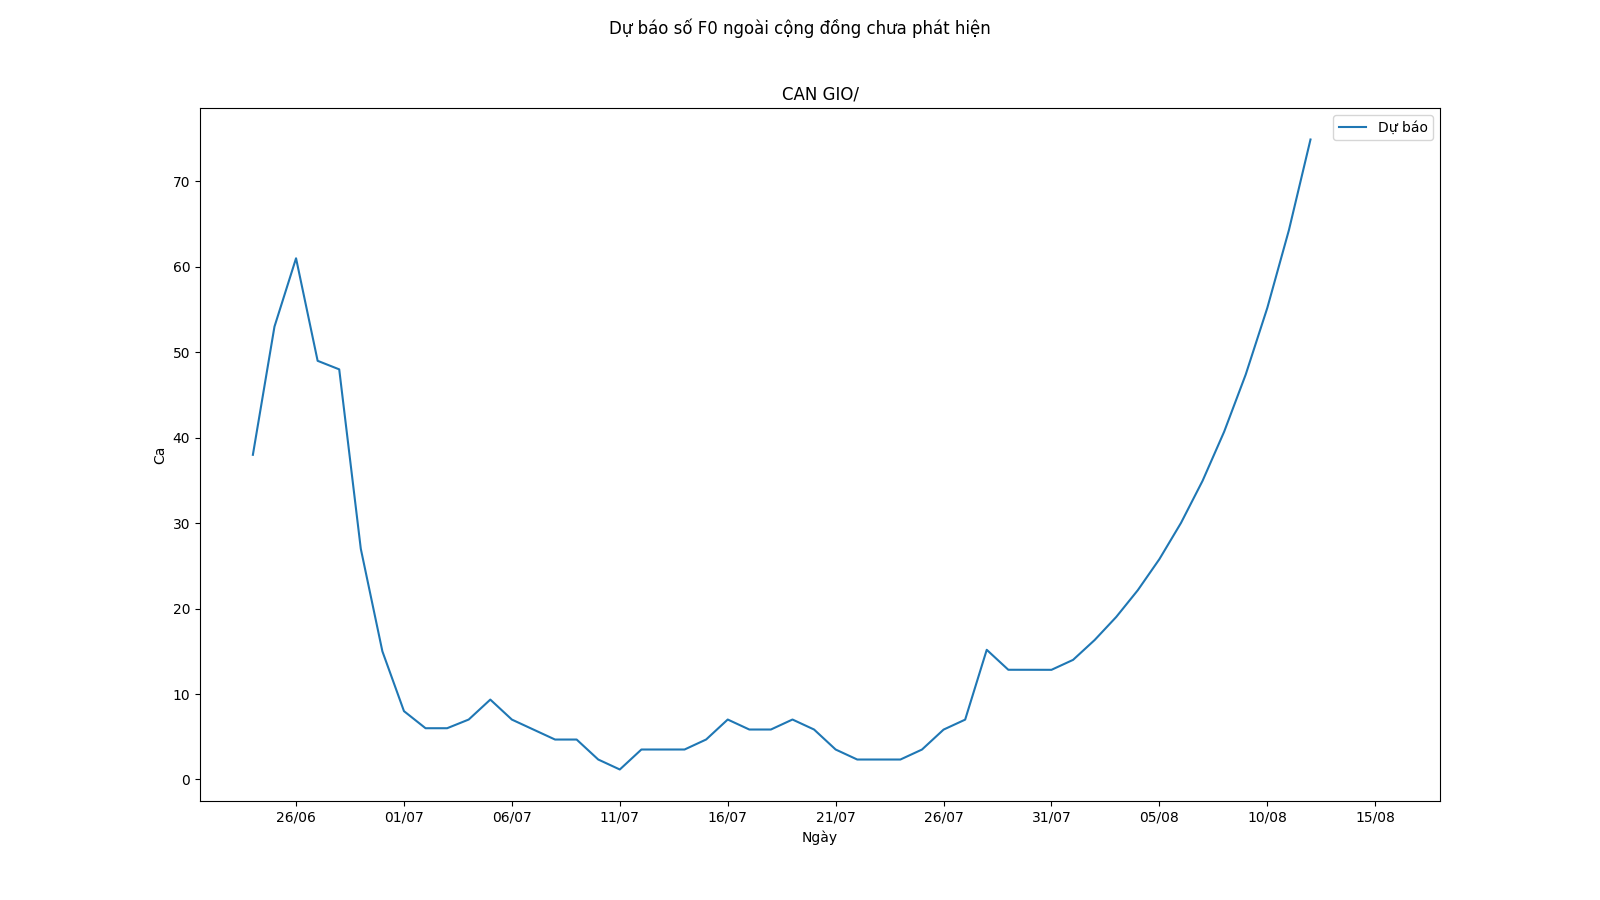 Dự báo số F0 ngoài cộng đồng chưa phát hiện
CAN GIO/
Dự báo
70
60
50
40
30
20
10
0
Ca
26/06 01/07 06/07 11/07 16/07 21/07 26/07 31/07 05/08 10/08 15/08
Ngày